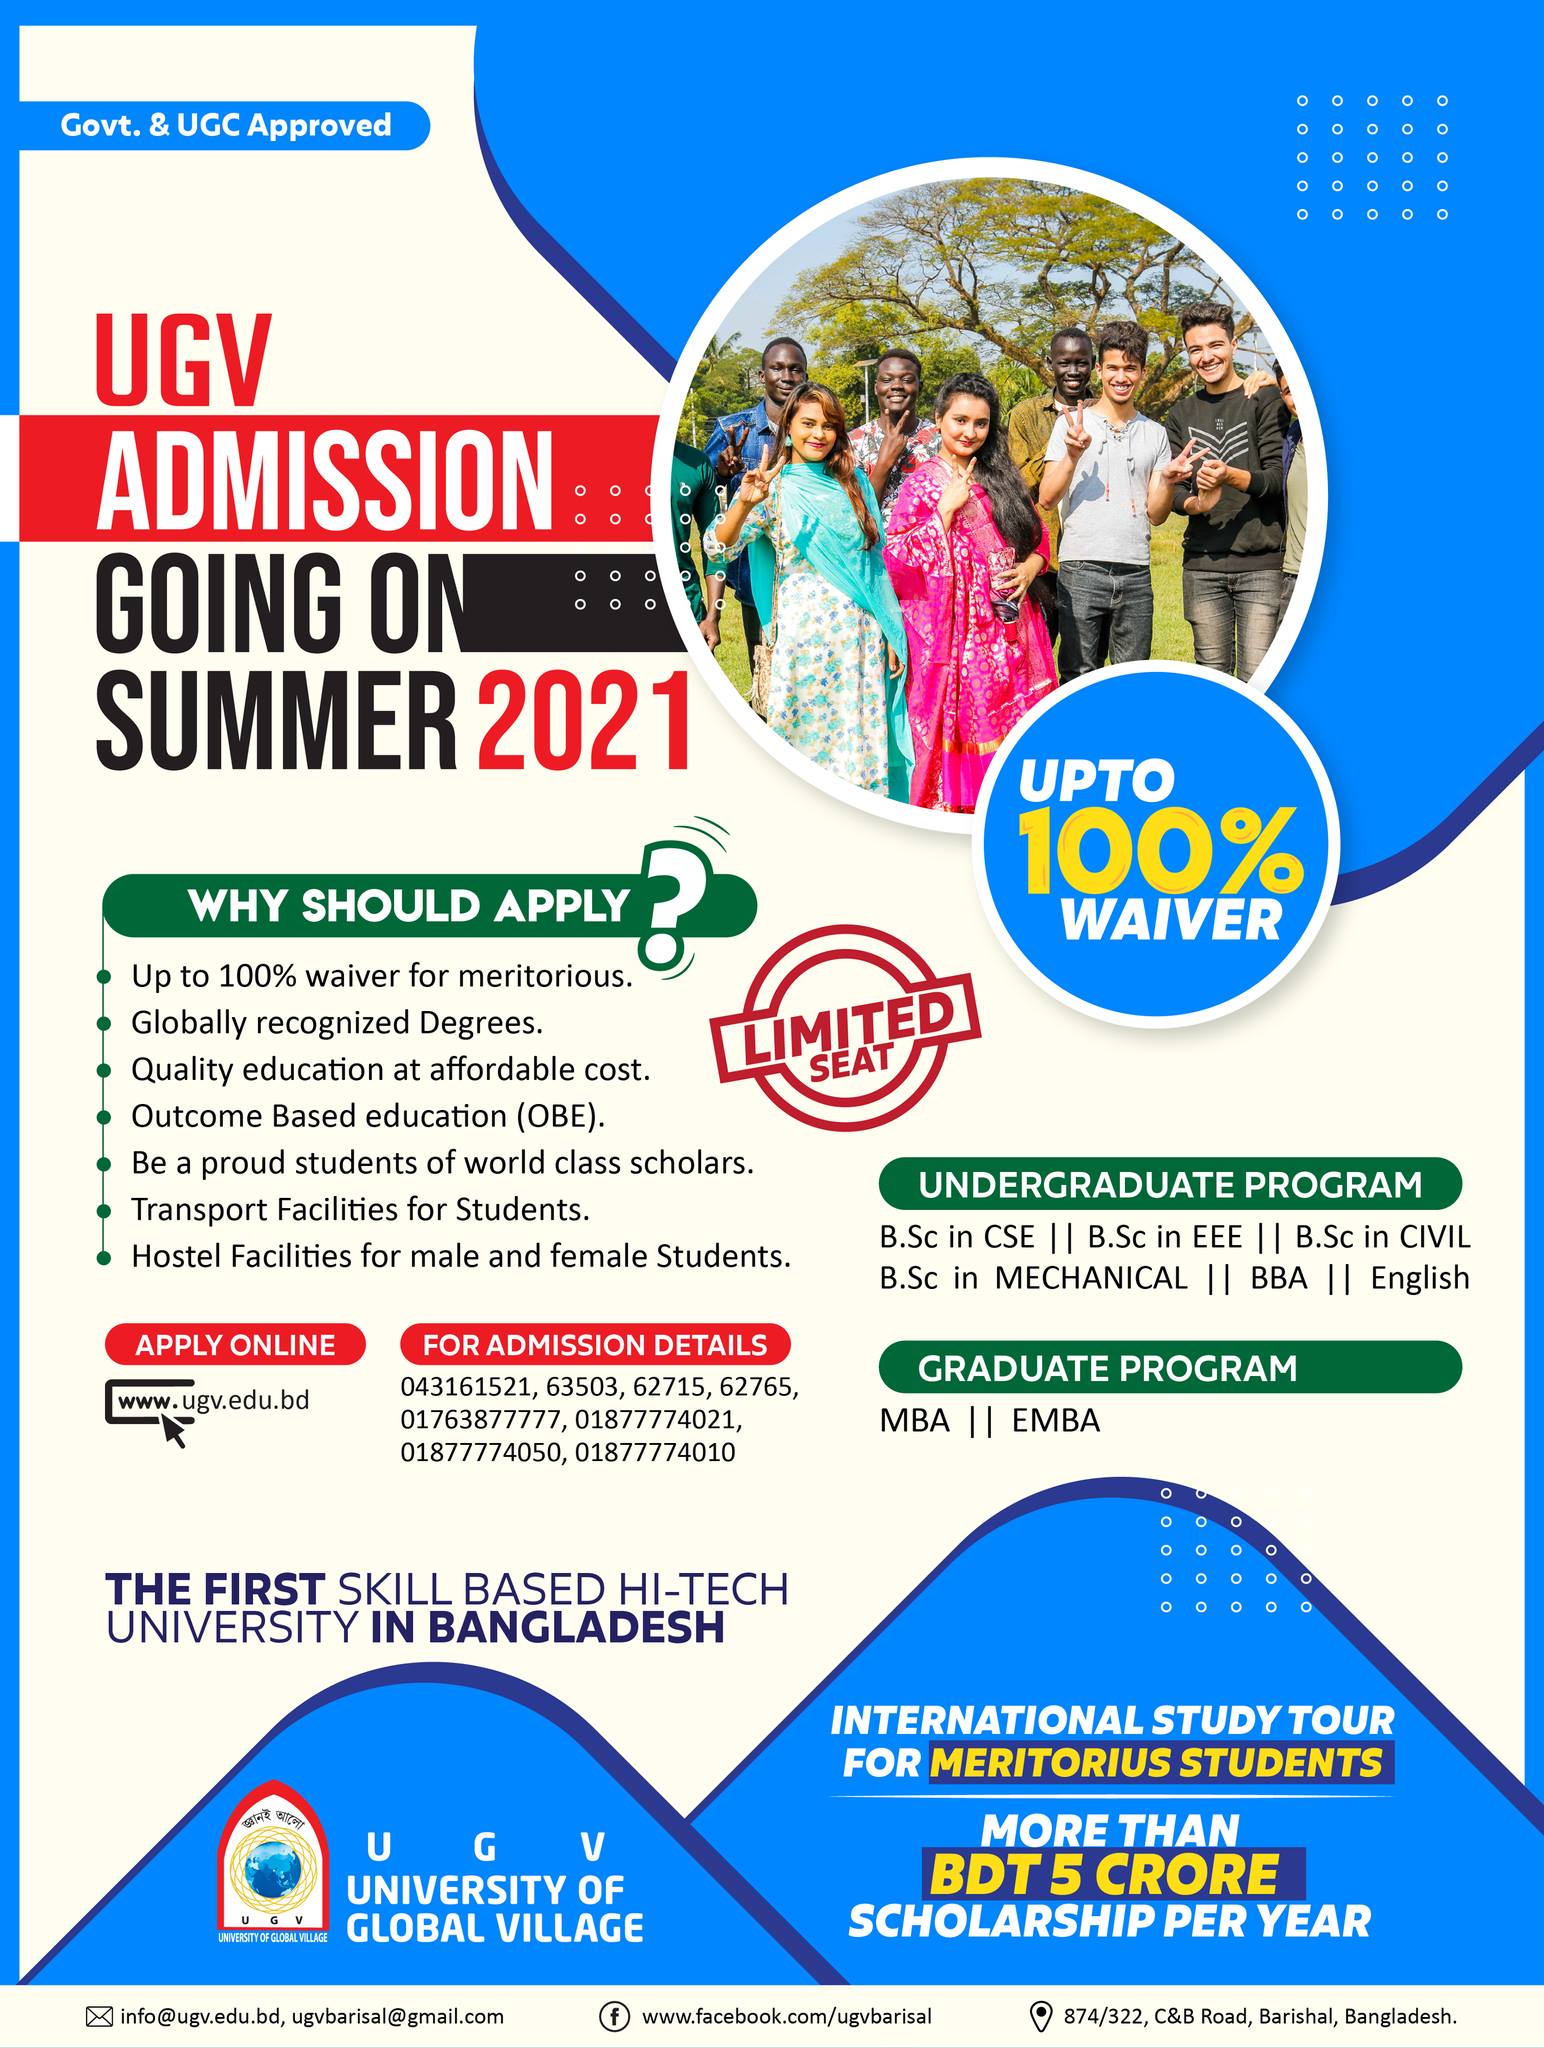 Govt. & UGC Approved
UGV
ADMISSION
GOING ON
SUMMER 2021
UPTO
100%
WAIVER
WHY SHOULD APPLY ?
Up to 100% waiver for meritorious.
Globally recognized Degrees.
Quality education at affordable cost.
Outcome Based education (OBE).
Be a proud students of world class scholars.
Transport Facilities for Students.
Hostel Facilities for male and female Students.
LIMITED
SEAT
UNDERGRADUATE PROGRAM
B.Sc in CSE || B.Sc in EEE || B.Sc in CIVIL
B.Sc in MECHANICAL || BBA || English
GRADUATE PROGRAM
MBA || EMBA
APPLY ONLINE
www.ugv.edu.bd
FOR ADMISSION DETAILS
043161521, 63503, 62715, 62765,
01763877777, 01877774021,
01877774050, 01877774010
THE FIRST SKILL BASED HI-TECH
UNIVERSITY IN BANGLADESH
জ্ঞানই আলো
U G V
UNIVERSITY OF GLOBAL VILLAGE
U G V
UNIVERSITY OF
GLOBAL VILLAGE
INTERNATIONAL STUDY TOUR
FOR MERITORIUS STUDENTS
MORE THAN
BDT 5 CRORE
SCHOLARSHIP PER YEAR
info@ugv.edu.bd, ugvbarisal@gmail.com
www.facebook.com/ugvbarisal
874/322, C&B Road, Barishal, Bangladesh.